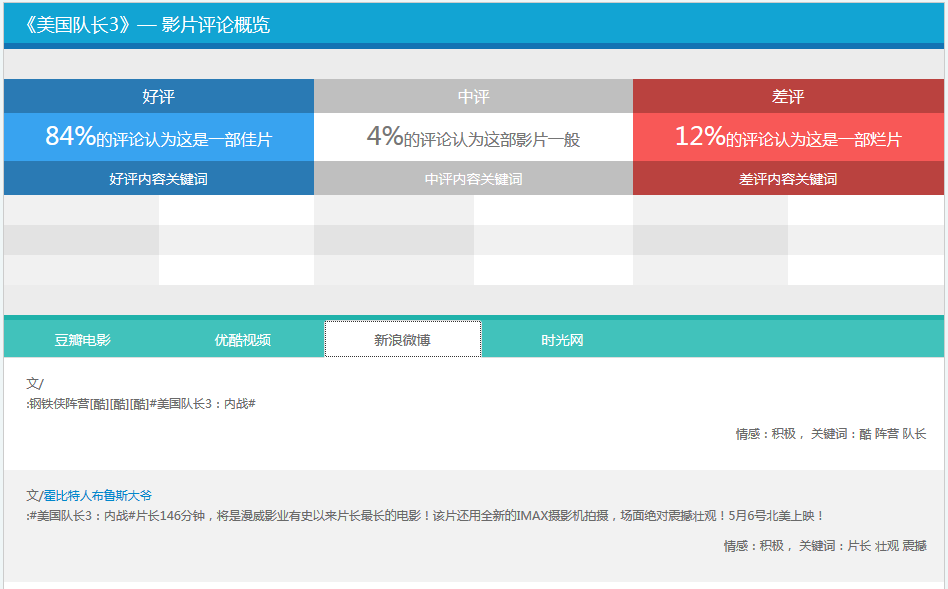 《美国队长3》— 影片评论概览
好评 中评 差评
84%的评论认为这是一部佳片 4%的评论认为这部影片一般 12%的评论认为这是一部烂片
好评内容关键词 中评内容关键词 差评内容关键词
豆瓣电影 优酷视频 新浪微博 时光网
文/
:钢铁侠阵营[酷][酷][酷]#美国队长3：内战#
情感：积极， 关键词：酷 阵营 队长
文/霍比特人布鲁斯大爷
:#美国队长3：内战#片长146分钟，将是漫威影业有史以来片长最长的电影！该片还用全新的IMAX摄影机拍摄，场面绝对震撼壮观！5月6号北美上映！
情感：积极， 关键词：片长 壮观 震撼